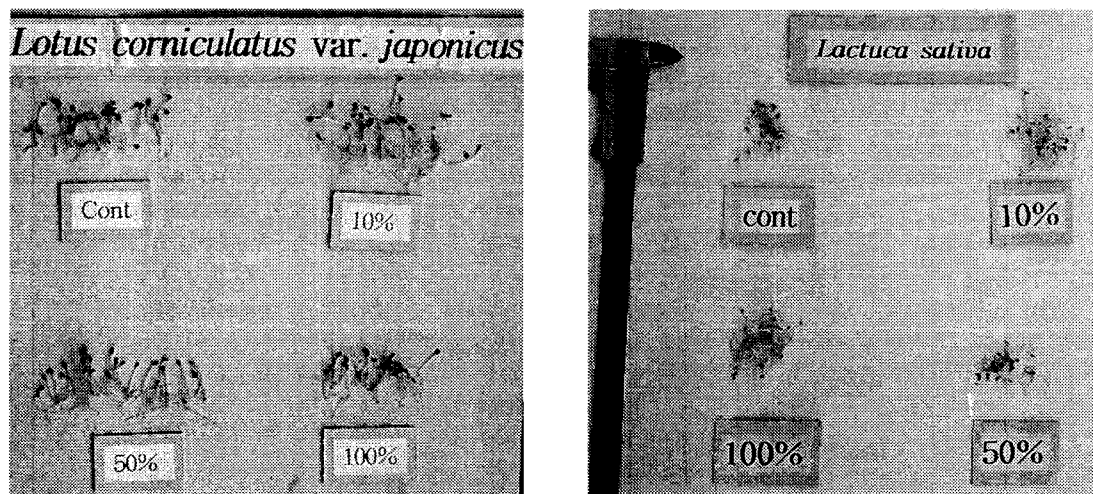 Lotus corniculatus var. japonicus
Cont
10%
50%
100%
Lactuca sativa
cont
10%
100%
50%